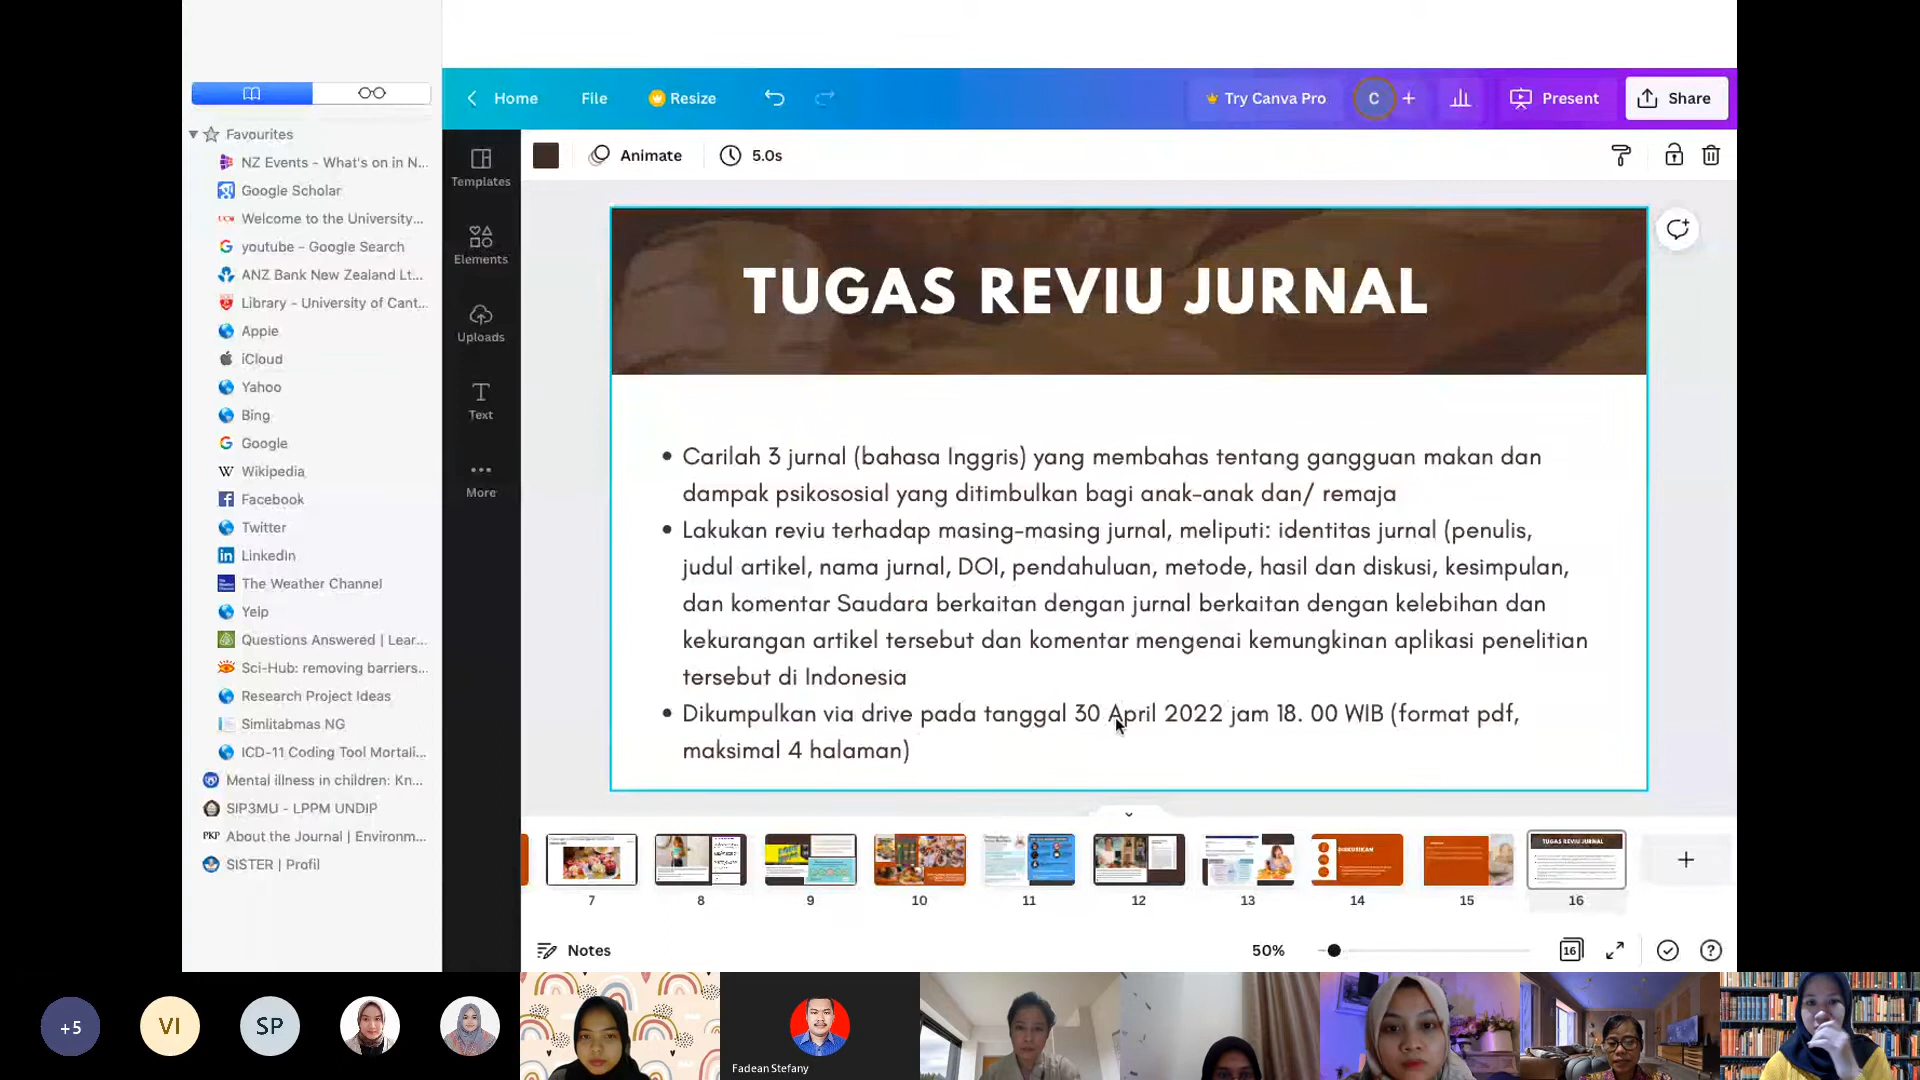 Home
File
Resize
Try Canva Pro
C
Present
Share
Animate
5.0s
Favourites
NZ Events - What's on in N...
Google Scholar
Welcome to the University...
youtube - Google Search
ANZ Bank New Zealand Lt...
Library - University of Cant...
Apple
iCloud
Yahoo
Bing
Google
Wikipedia
Facebook
Twitter
LinkedIn
The Weather Channel
Yelp
Questions Answered | Lear...
Sci-Hub: removing barriers...
Research Project Ideas
Simlitabmas NG
ICD-11 Coding Tool Mortali...
Mental illness in children: Kn...
SIP3MU - LPPM UNDIP
About the Journal | Environm...
SISTER | Profil
Templates
Elements
Uploads
Text
More
TUGAS REVIU JURNAL
• Carilah 3 jurnal (bahasa Inggris) yang membahas tentang gangguan makan dan
dampak psikososial yang ditimbulkan bagi anak-anak dan/ remaja
• Lakukan reviu terhadap masing-masing jurnal, meliputi: identitas jurnal (penulis,
judul artikel, nama jurnal, DOI, pendahuluan, metode, hasil dan diskusi, kesimpulan,
dan komentar Saudara berkaitan dengan jurnal berkaitan dengan kelebihan dan
kekurangan artikel tersebut dan komentar mengenai kemungkinan aplikasi penelitian
tersebut di Indonesia
• Dikumpulkan via drive pada tanggal 30 April 2022 jam 18. 00 WIB (format pdf,
maksimal 4 halaman)
DISKUSIKAN
TUGAS REVIU JURNAL
7
8
9
10
11
12
13
14
15
16
Notes
50%
16
+5
VI
SP
Fadean Stefany